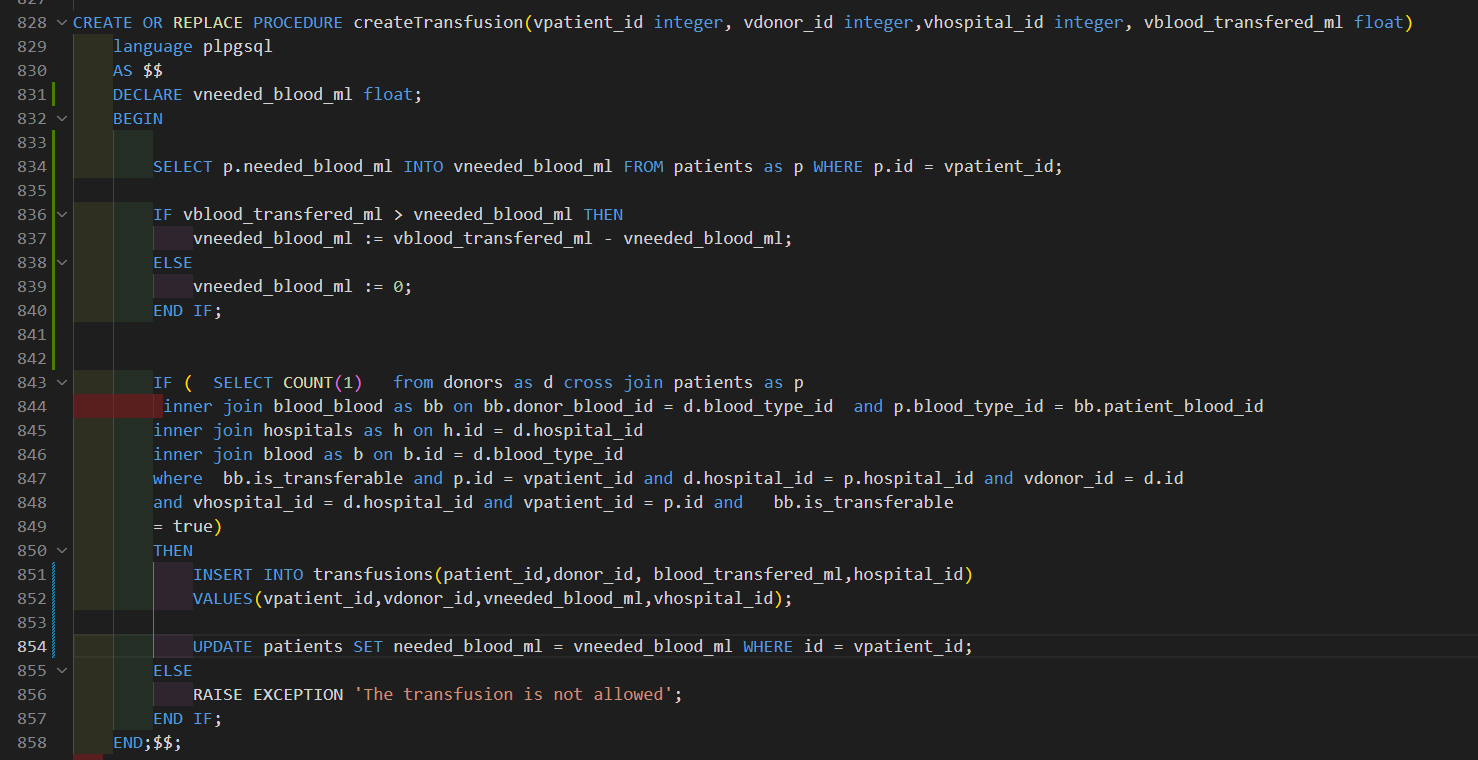 827
828 CREATE OR REPLACE PROCEDURE createTransfusion(vpatient_id integer, vdonor_id integer,vhospital_id integer, vblood_transfered_ml float)
829 language plpgsql
830 AS $$
831 DECLARE vneeded_blood_ml float;
832 BEGIN
833
834 SELECT p.needed_blood_ml INTO vneeded_blood_ml FROM patients as p WHERE p.id = vpatient_id;
835
836 IF vblood_transfered_ml > vneeded_blood_ml THEN
837 vneeded_blood_ml := vblood_transfered_ml - vneeded_blood_ml;
838 ELSE
839 vneeded_blood_ml := 0;
840 END IF;
841
842
843 IF (  SELECT COUNT(1)   from donors as d cross join patients as p
844 inner join blood_blood as bb on bb.donor_blood_id = d.blood_type_id  and p.blood_type_id = bb.patient_blood_id
845 inner join hospitals as h on h.id = d.hospital_id
846 inner join blood as b on b.id = d.blood_type_id
847 where  bb.is_transferable and p.id = vpatient_id and d.hospital_id = p.hospital_id and vdonor_id = d.id
848 and vhospital_id = d.hospital_id and vpatient_id = p.id and   bb.is_transferable
849 = true)
850 THEN
851 INSERT INTO transfusions(patient_id,donor_id, blood_transfered_ml,hospital_id)
852 VALUES(vpatient_id,vdonor_id,vneeded_blood_ml,vhospital_id);
853
854 UPDATE patients SET needed_blood_ml = vneeded_blood_ml WHERE id = vpatient_id;
855 ELSE
856 RAISE EXCEPTION 'The transfusion is not allowed';
857 END IF;
858 END;$$;